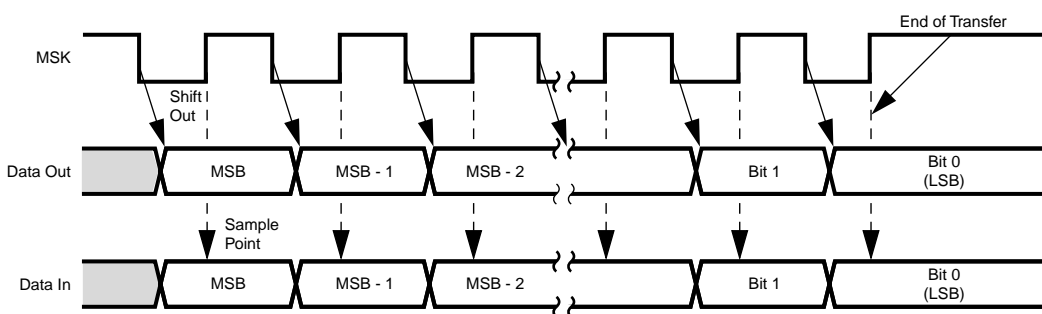 End of Transfer
MSK
Shift
Out
Data Out
MSB
MSB - 1
MSB - 2
Bit 1
Bit 0
(LSB)
Sample
Point
Data In
MSB
MSB - 1
MSB - 2
Bit 1
Bit 0
(LSB)